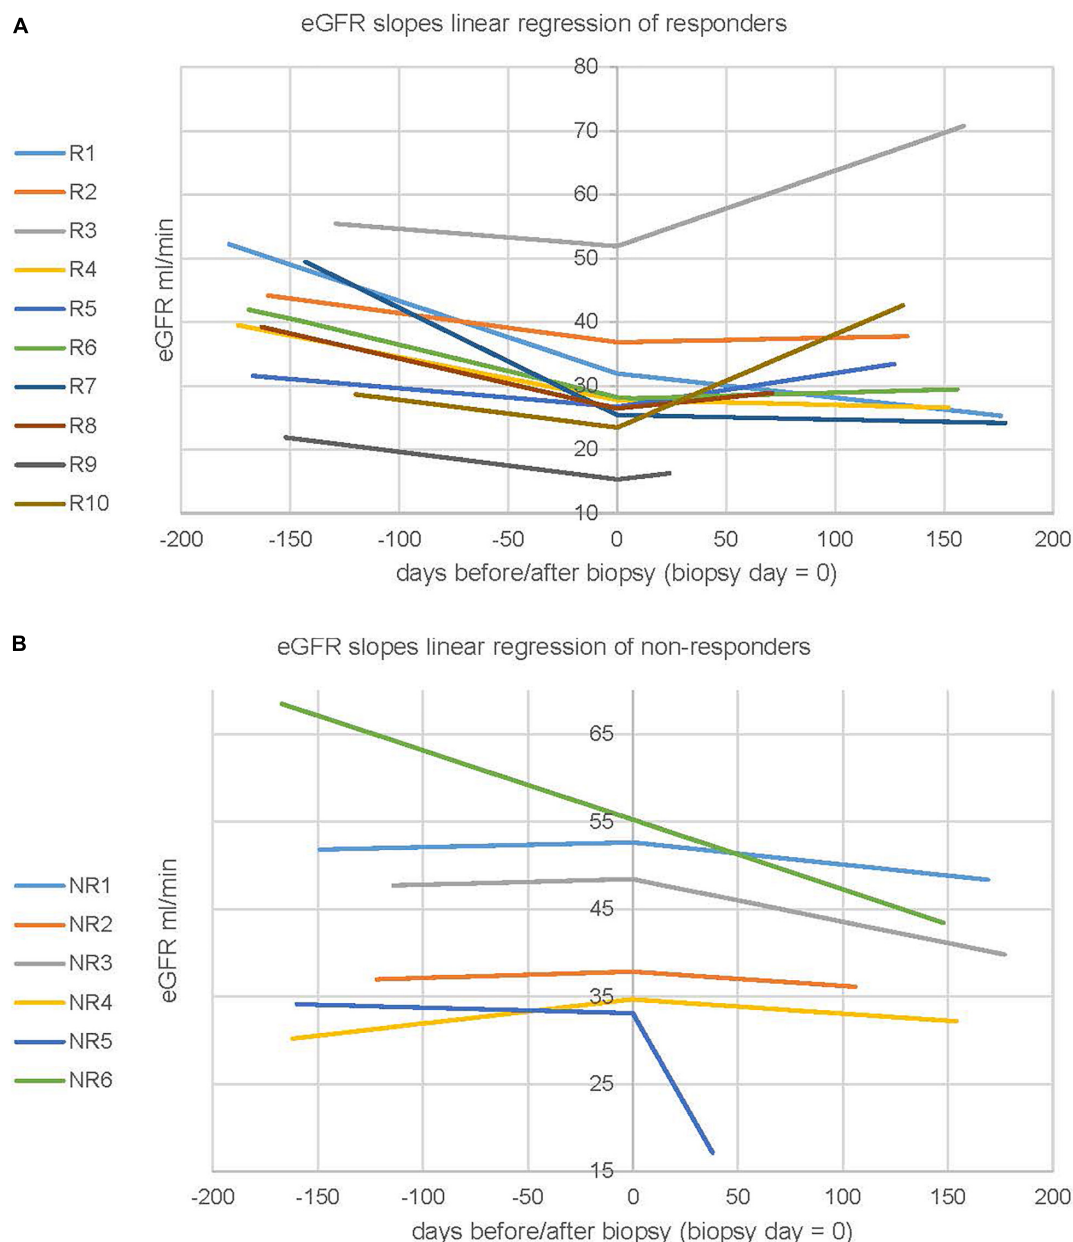 A
eGFR slopes linear regression of responders
80
70
60
50
40
30
20
10
eGFR ml/min
R1
R2
R3
R4
R5
R6
R7
R8
R9
R10
-200 -150 -100 -50 0 50 100 150 200
days before/after biopsy (biopsy day = 0)
B
eGFR slopes linear regression of non-responders
65
55
45
35
25
15
eGFR ml/min
NR1
NR2
NR3
NR4
NR5
NR6
-200 -150 -100 -50 0 50 100 150 200
days before/after biopsy (biopsy day = 0)